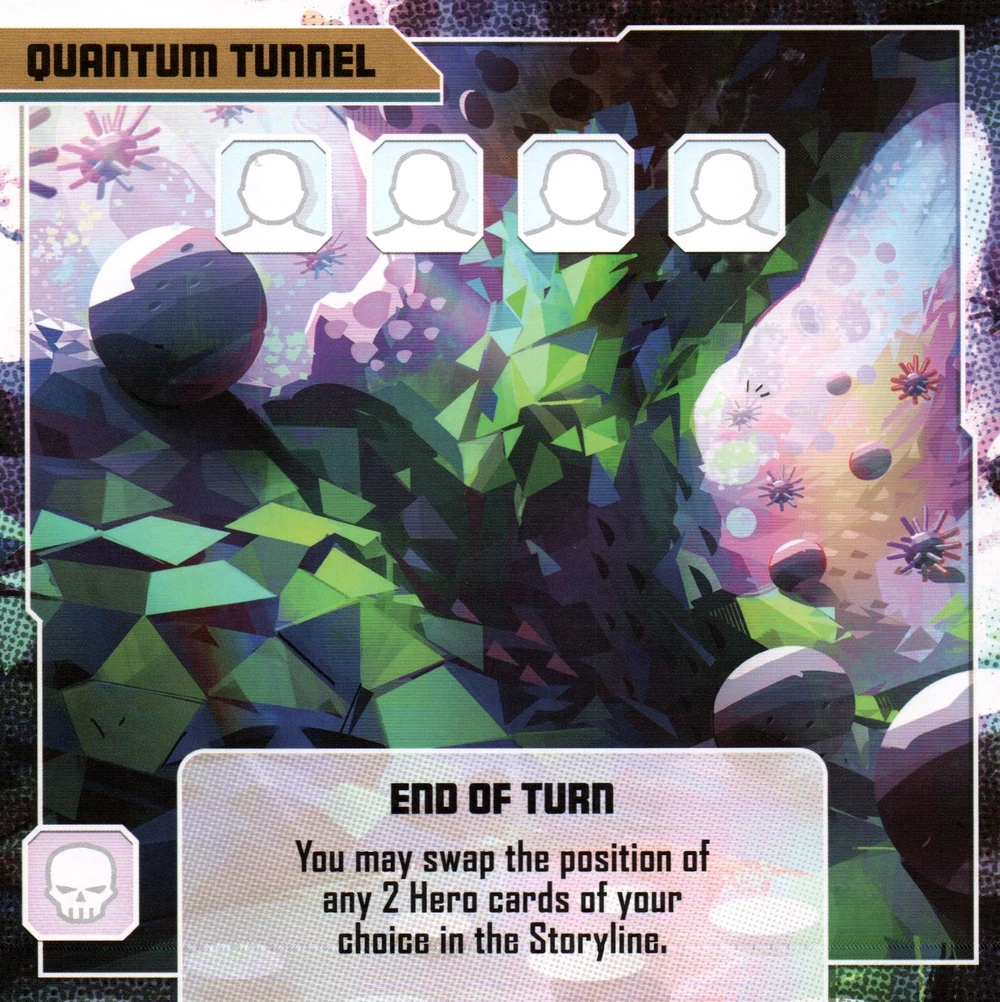 QUANTUM TUNNEL
END OF TURN
You may swap the position of
any 2 Hero cards of your
choice in the Storyline.